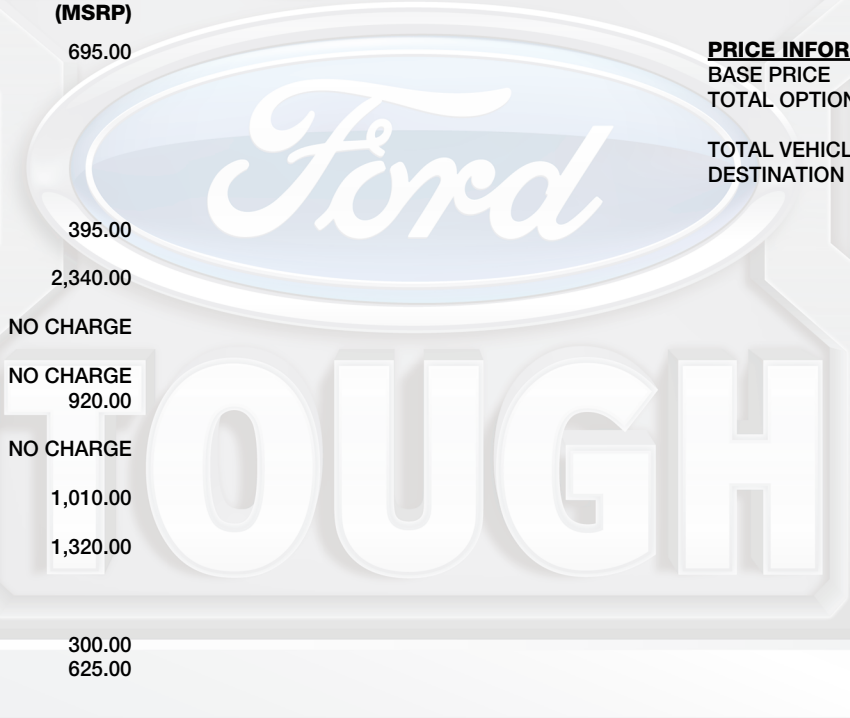 (MSRP)
695.00
395.00
2,340.00
NO CHARGE
NO CHARGE
920.00
NO CHARGE
1,010.00
1,320.00
300.00
625.00
PRICE INFOR
BASE PRICE
TOTAL OPTION
TOTAL VEHICL
DESTINATION
Ford
TOUGH